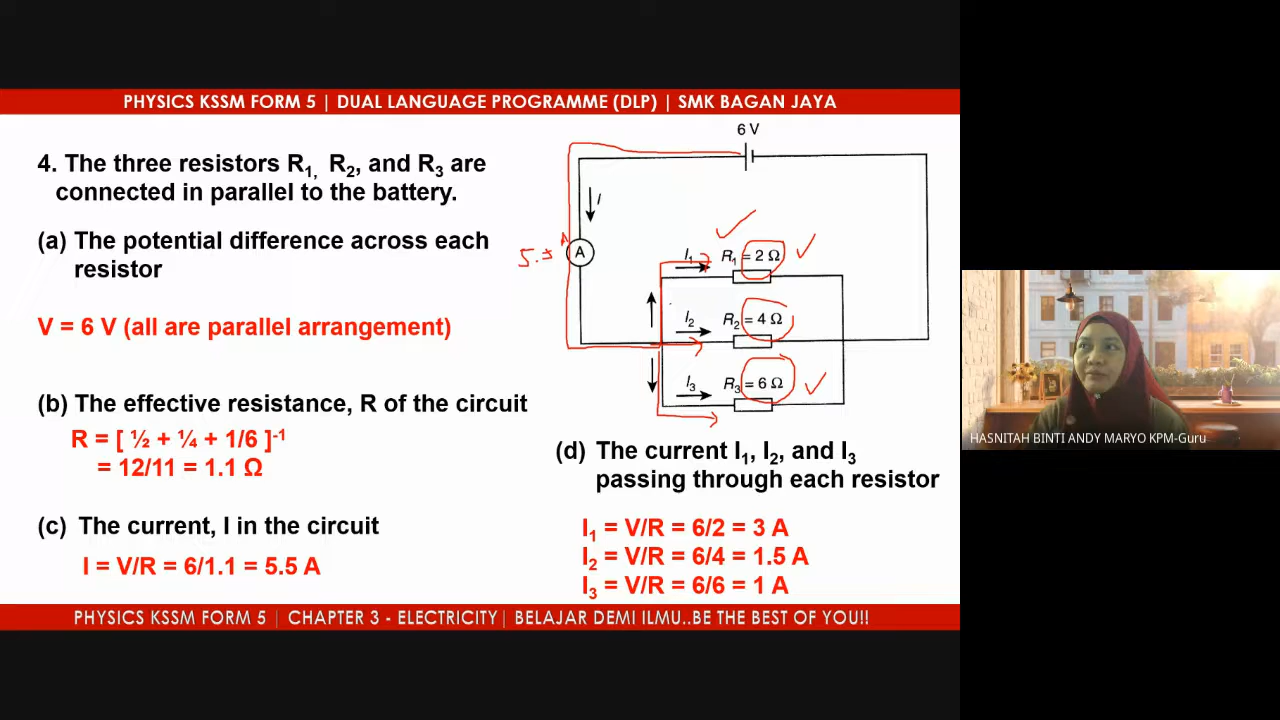 PHYSICS KSSM FORM 5 | DUAL LANGUAGE PROGRAMME (DLP) | SMK BAGAN JAYA
4. The three resistors R1, R2, and R3 are
connected in parallel to the battery.
(a) The potential difference across each
resistor
V = 6 V (all are parallel arrangement)
(b) The effective resistance, R of the circuit
R = [ ½ + ¼ + 1/6 ]-1
= 12/11 = 1.1 Ω
(c) The current, I in the circuit
I = V/R = 6/1.1 = 5.5 A
6 V
I
A
5.5 A
I1 R1 = 2 Ω
I2 R2 = 4 Ω
I3 R3 = 6 Ω
(d) The current I1, I2, and I3
passing through each resistor
I1 = V/R = 6/2 = 3 A
I2 = V/R = 6/4 = 1.5 A
I3 = V/R = 6/6 = 1 A
PHYSICS KSSM FORM 5 | CHAPTER 3 - ELECTRICITY| BELAJAR DEMI ILMU..BE THE BEST OF YOU!!
HASNITAH BINTI ANDY MARYO KPM-Guru